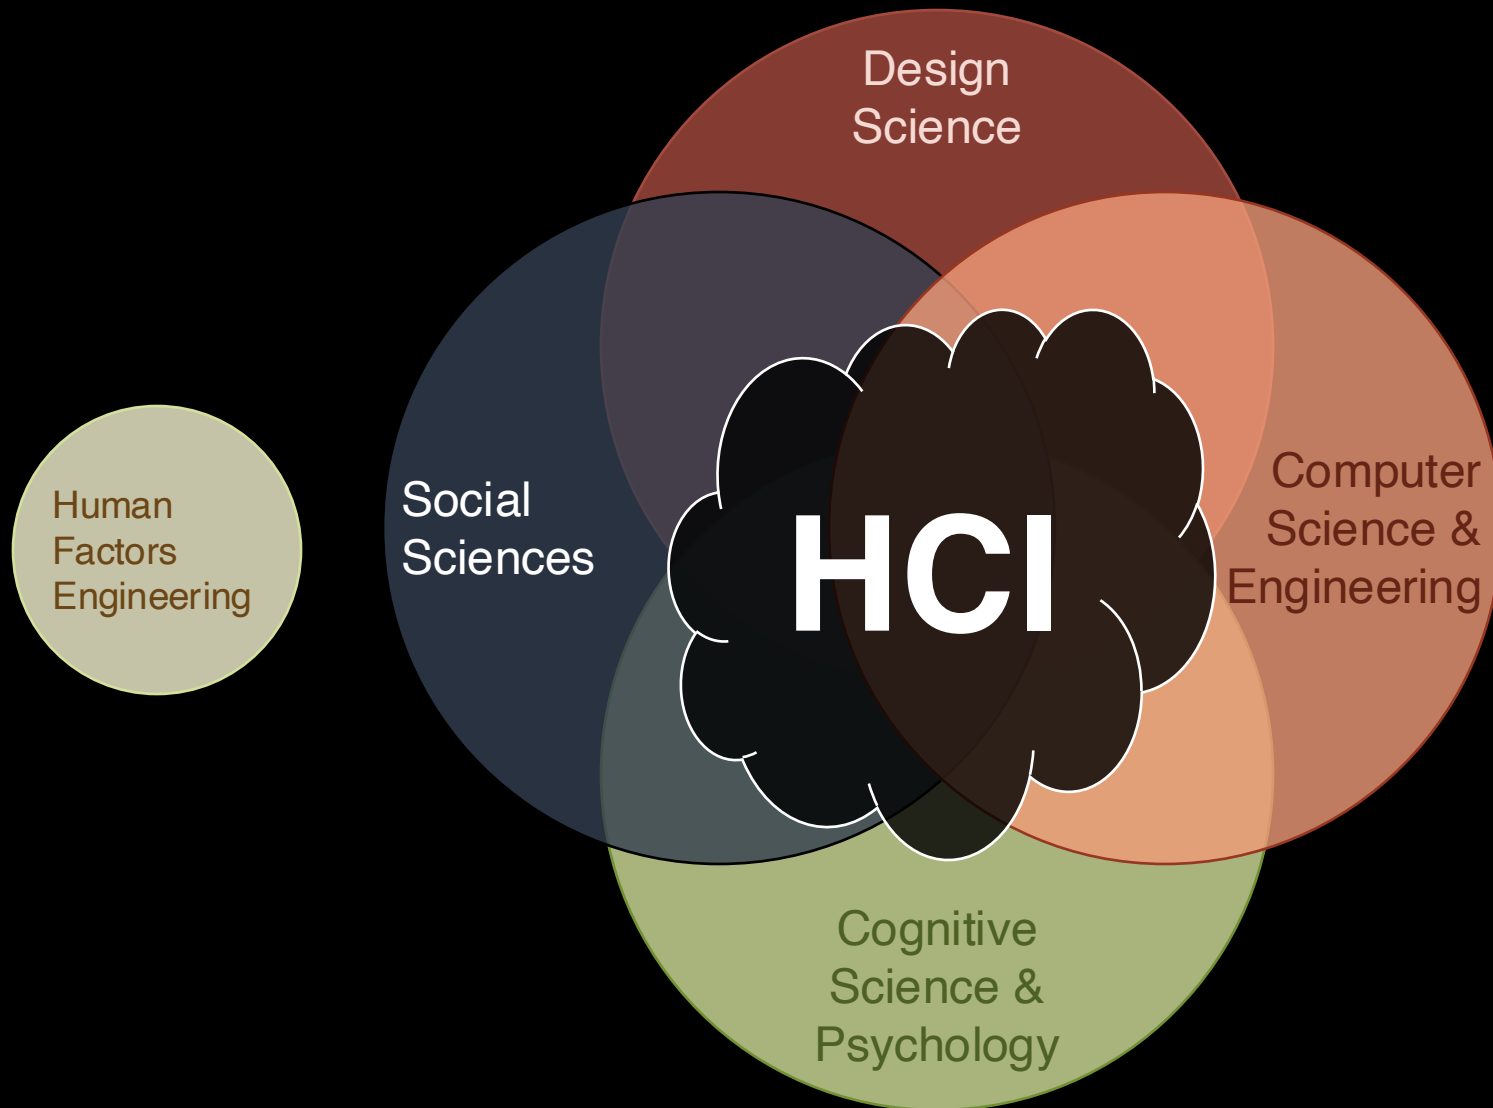 Design
Science
Human
Factors
Engineering
Social
Sciences
HCI
Computer
Science &
Engineering
Cognitive
Science &
Psychology